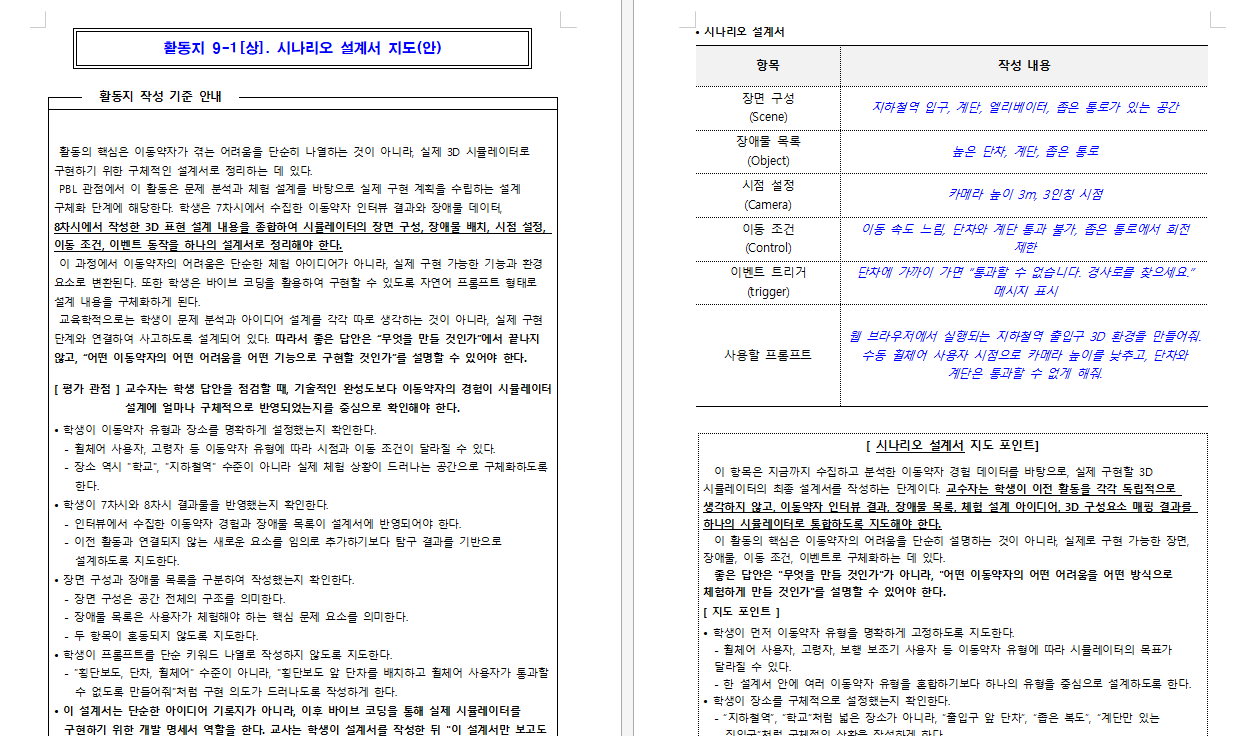 활동지 9-1[상]. 시나리오 설계서 지도(안)
활동지 작성 기준 안내
활동의 핵심은 이동약자가 겪는 어려움을 단순히 나열하는 것이 아니라, 실제 3D 시뮬레이터로
구현하기 위한 구체적인 설계서로 정리하는 데 있다.
PBL 관점에서 이 활동은 문제 분석과 체험 설계를 바탕으로 실제 구현 계획을 수립하는 설계
구체화 단계에 해당한다. 학생은 7차시에서 수집한 이동약자 인터뷰 결과와 장애물 데이터,
8차시에서 작성한 3D 표현 설계 내용을 종합하여 시뮬레이터의 장면 구성, 장애물 배치, 시점 설정,
이동 조건, 이벤트 동작을 하나의 설계서로 정리해야 한다.
이 과정에서 이동약자의 어려움은 단순한 체험 아이디어가 아니라, 실제 구현 가능한 기능과 환경
요소로 변환된다. 또한 학생은 바이브 코딩을 활용하여 구현할 수 있도록 자연어 프롬프트 형태로
설계 내용을 구체화하게 된다.
교육학적으로는 학생이 문제 분석과 아이디어 설계를 각각 따로 생각하는 것이 아니라, 실제 구현
단계와 연결하여 사고하도록 설계되어 있다. 따라서 좋은 답안은 “무엇을 만들 것인가”에서 끝나지
않고, “어떤 이동약자의 어떤 어려움을 어떤 기능으로 구현할 것인가”를 설명할 수 있어야 한다.
[ 평가 관점 ] 교수자는 학생 답안을 점검할 때, 기술적인 완성도보다 이동약자의 경험이 시뮬레이터
설계에 얼마나 구체적으로 반영되었는지를 중심으로 확인해야 한다.
• 학생이 이동약자 유형과 장소를 명확하게 설정했는지 확인한다.
- 휠체어 사용자, 고령자 등 이동약자 유형에 따라 시점과 이동 조건이 달라질 수 있다.
- 장소 역시 “학교”, “지하철역” 수준이 아니라 실제 체험 상황이 드러나는 공간으로 구체화하도록
한다.
• 학생이 7차시와 8차시 결과물을 반영했는지 확인한다.
- 인터뷰에서 수집한 이동약자 경험과 장애물 목록이 설계서에 반영되어야 한다.
- 이전 활동과 연결되지 않는 새로운 요소를 임의로 추가하기보다 탐구 결과를 기반으로
설계하도록 지도한다.
• 장면 구성과 장애물 목록을 구분하여 작성했는지 확인한다.
- 장면 구성은 공간 전체의 구조를 의미한다.
- 장애물 목록은 사용자가 체험해야 하는 핵심 문제 요소를 의미한다.
- 두 항목이 혼동되지 않도록 지도한다.
• 학생이 프롬프트를 단순 키워드 나열로 작성하지 않도록 지도한다.
- “횡단보도, 단차, 휠체어” 수준이 아니라, “횡단보도 앞 단차를 배치하고 휠체어 사용자가 통과할
수 없도록 만들어줘”처럼 구현 의도가 드러나도록 작성하게 한다.
• 이 설계서는 단순한 아이디어 기록지가 아니라, 이후 바이브 코딩을 통해 실제 시뮬레이터를
구현하기 위한 개발 명세서 역할을 한다. 교사는 학생이 설계서를 작성한 뒤 “이 설계서만 보고도
• 시나리오 설계서
항목 작성 내용
장면 구성
(Scene)
지하철역 입구, 계단, 엘리베이터, 좁은 통로가 있는 공간
장애물 목록
(Object)
높은 단차, 계단, 좁은 통로
시점 설정
(Camera)
카메라 높이 3m, 3인칭 시점
이동 조건
(Control)
이동 속도 느림, 단차와 계단 통과 불가, 좁은 통로에서 회전
제한
이벤트 트리거
(trigger)
단차에 가까이 가면 “통과할 수 없습니다. 경사로를 찾으세요.”
메시지 표시
사용할 프롬프트
웹 브라우저에서 실행되는 지하철역 출입구 3D 환경을 만들어줘.
수동 휠체어 사용자 시점으로 카메라 높이를 낮추고, 단차와
계단은 통과할 수 없게 해줘.
[ 시나리오 설계서 지도 포인트]
이 항목은 지금까지 수집하고 분석한 이동약자 경험 데이터를 바탕으로, 실제 구현할 3D
시뮬레이터의 최종 설계서를 작성하는 단계이다. 교수자는 학생이 이전 활동을 각각 독립적으로
생각하지 않고, 이동약자 인터뷰 결과, 장애물 목록, 체험 설계 아이디어, 3D 구성요소 매핑 결과를
하나의 시뮬레이터로 통합하도록 지도해야 한다.
이 활동의 핵심은 이동약자의 어려움을 단순히 설명하는 것이 아니라, 실제로 구현 가능한 장면,
장애물, 이동 조건, 이벤트로 구체화하는 데 있다.
좋은 답안은 “무엇을 만들 것인가”가 아니라, “어떤 이동약자의 어떤 어려움을 어떤 방식으로
체험하게 만들 것인가”를 설명할 수 있어야 한다.
[ 지도 포인트 ]
• 학생이 먼저 이동약자 유형을 명확하게 고정하도록 지도한다.
- 휠체어 사용자, 고령자, 보행 보조기 사용자 등 이동약자 유형에 따라 시뮬레이터의 목표가
달라질 수 있다.
- 한 설계서 안에 여러 이동약자 유형을 혼합하기보다 하나의 유형을 중심으로 설계하도록 한다.
• 학생이 장소를 구체적으로 설정했는지 확인한다.
- “지하철역”, “학교”처럼 넓은 장소가 아니라, “출입구 앞 단차”, “좁은 복도”, “계단만 있는